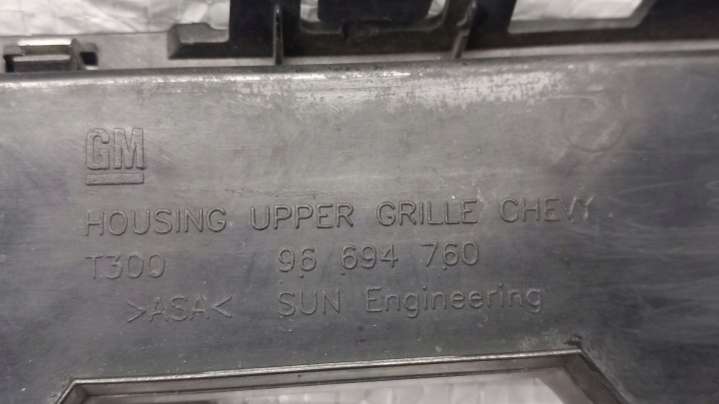 GM
HOUSING UPPER GRILLE CHEVY
T300 96 694 760
>ASA< SUN Engineering